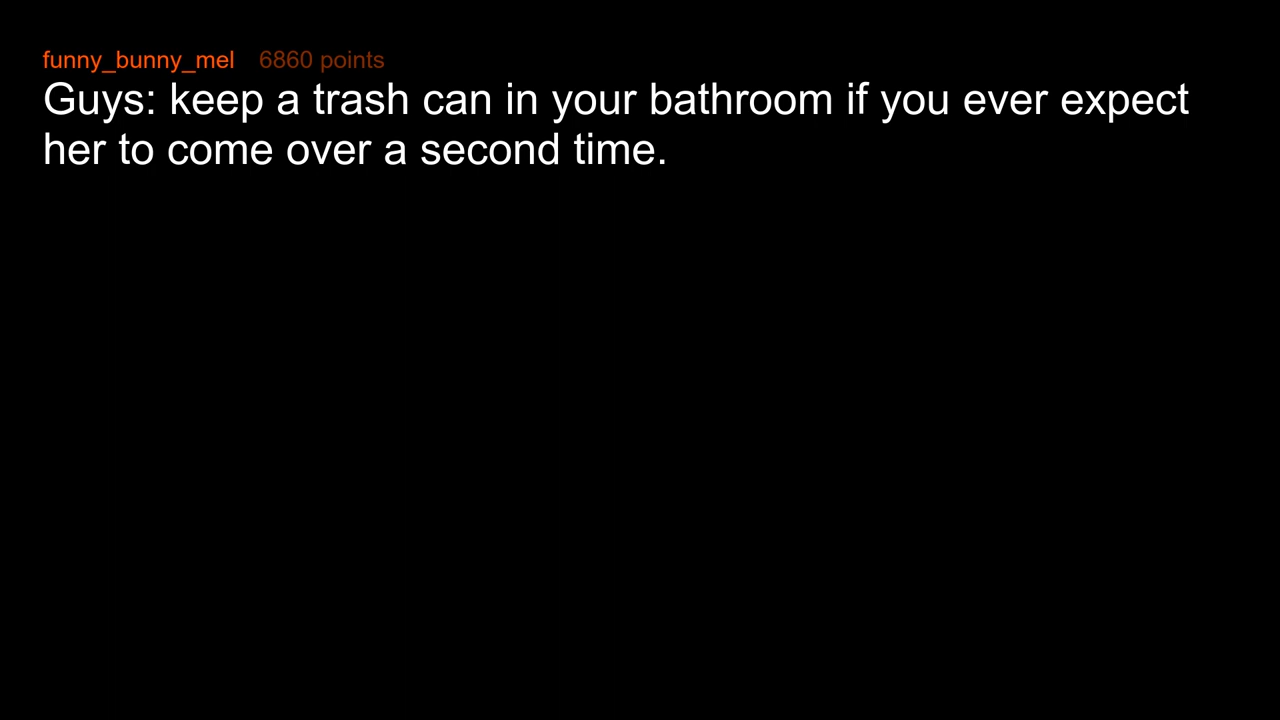 funny_bunny_mel 6860 points
Guys: keep a trash can in your bathroom if you ever expect
her to come over a second time.